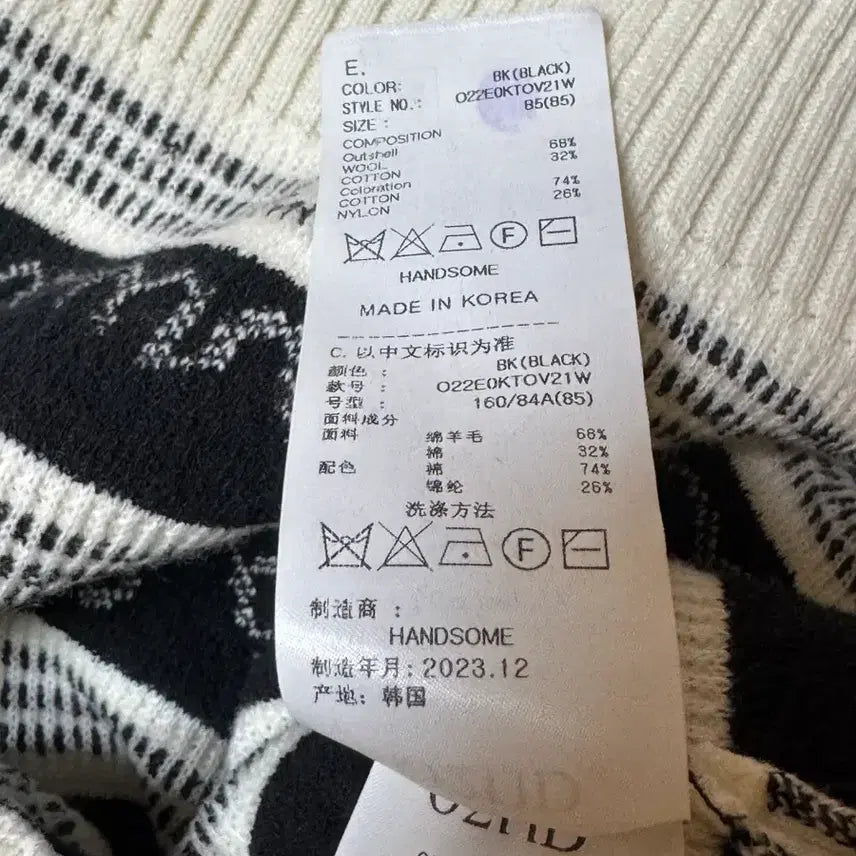 E.
COLOR: BK(BLACK)
STYLE NO.: O22E0KTOV21W
SIZE : 85(85)
COMPOSITION
Outshell
WOOL 68%
COTTON 32%
Coloration
COTTON 74%
NYLON 26%
F
HANDSOME
MADE IN KOREA
C. 以中文标识为准
颜色 : BK(BLACK)
款号 : O22E0KTOV21W
号型 : 160/84A(85)
面料成分
面料 绵羊毛 68%
棉 32%
配色 棉 74%
锦纶 26%
洗涤方法
F
制造商 :
HANDSOME
制造年月: 2023.12
产地: 韩国